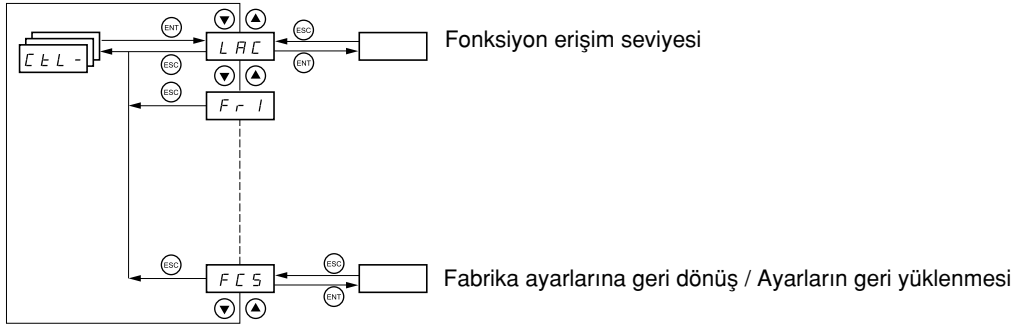 ENT ESC
CtL - LAC Fonksiyon erişim seviyesi
ESC ENT
ESC
Fr1
ESC ESC
FCS Fabrika ayarlarına geri dönüş / Ayarların geri yüklenmesi
ENT